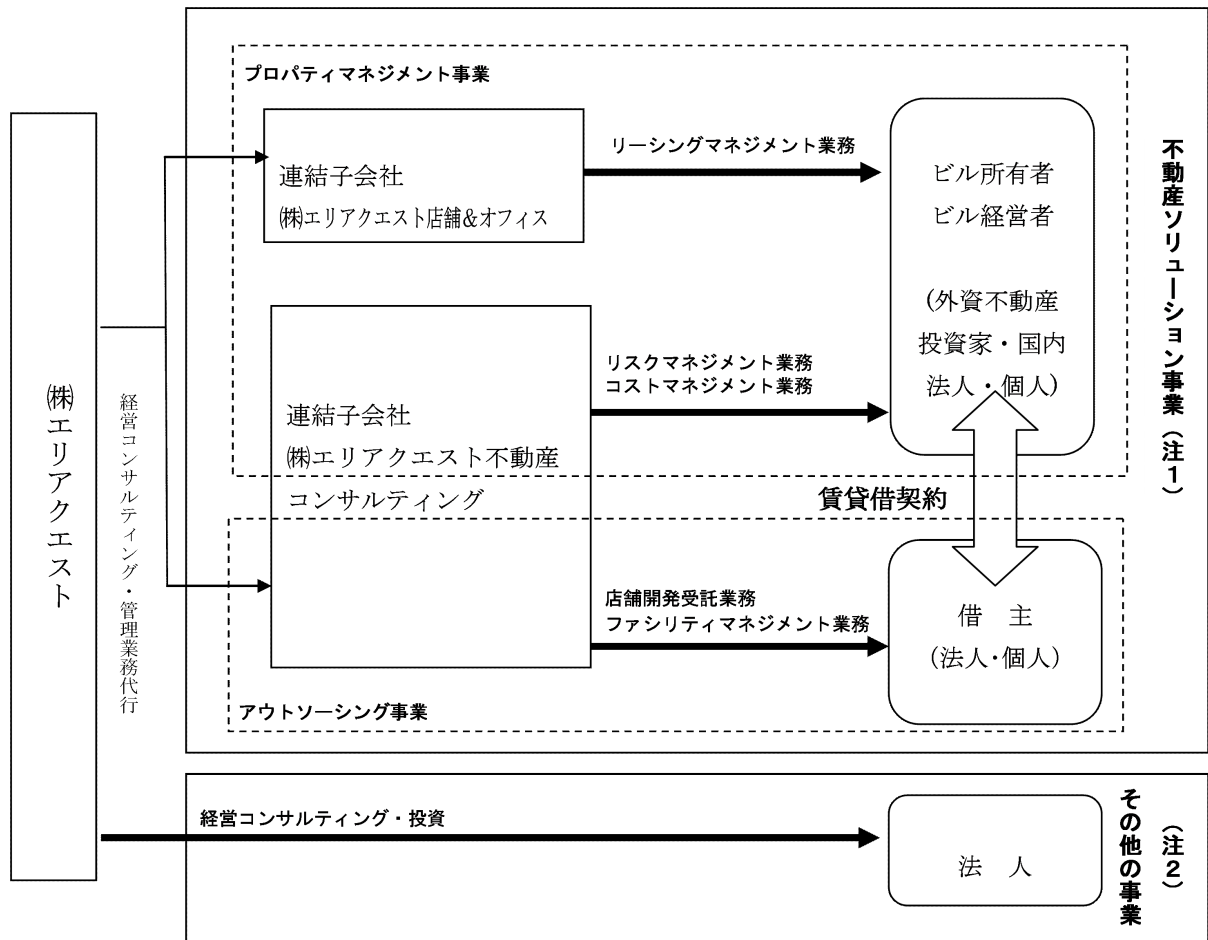 プロパティマネジメント事業
連結子会社
㈱エリアクエスト店舗&オフィス
リーシングマネジメント業務
ビル所有者
ビル経営者
(外資不動産
投資家・国内
法人・個人)
不動産ソリューション事業(注1)
㈱エリアクエスト
経営コンサルティング・管理業務代行
連結子会社
㈱エリアクエスト不動産
コンサルティング
リスクマネジメント業務
コストマネジメント業務
賃貸借契約
店舗開発受託業務
ファシリティマネジメント業務
借 主
(法人・個人)
アウトソーシング事業
経営コンサルティング・投資
法 人
その他の事業
(注2)